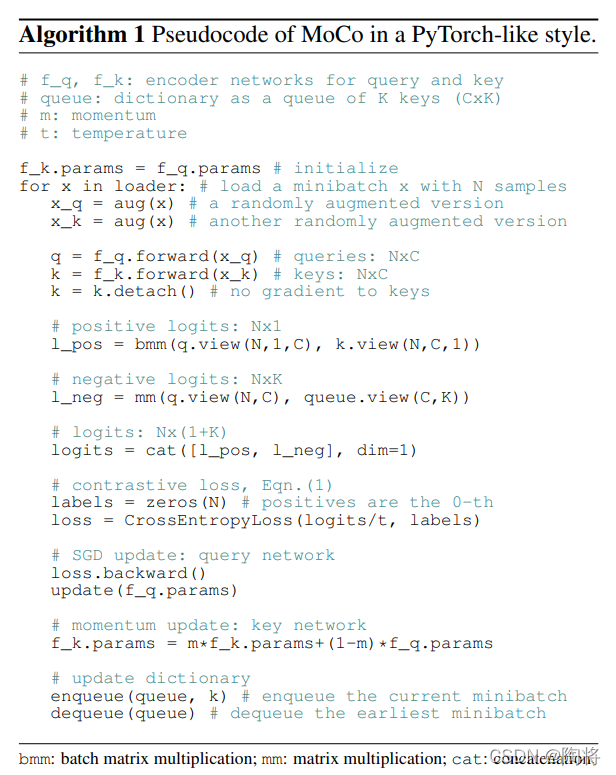 Algorithm 1 Pseudocode of MoCo in a PyTorch-like style.
# f_q, f_k: encoder networks for query and key
# queue: dictionary as a queue of K keys (CxK)
# m: momentum
# t: temperature
f_k.params = f_q.params # initialize
for x in loader: # load a minibatch x with N samples
x_q = aug(x) # a randomly augmented version
x_k = aug(x) # another randomly augmented version
q = f_q.forward(x_q) # queries: NxC
k = f_k.forward(x_k) # keys: NxC
k = k.detach() # no gradient to keys
# positive logits: Nx1
l_pos = bmm(q.view(N,1,C), k.view(N,C,1))
# negative logits: NxK
l_neg = mm(q.view(N,C), queue.view(C,K))
# logits: Nx(1+K)
logits = cat([l_pos, l_neg], dim=1)
# contrastive loss, Eqn.(1)
labels = zeros(N) # positives are the 0-th
loss = CrossEntropyLoss(logits/t, labels)
# SGD update: query network
loss.backward()
update(f_q.params)
# momentum update: key network
f_k.params = m*f_k.params+(1-m)*f_q.params
# update dictionary
enqueue(queue, k) # enqueue the current minibatch
dequeue(queue) # dequeue the earliest minibatch
bmm: batch matrix multiplication; mm: matrix multiplication; cat: concatenation.
CSDN @陶将